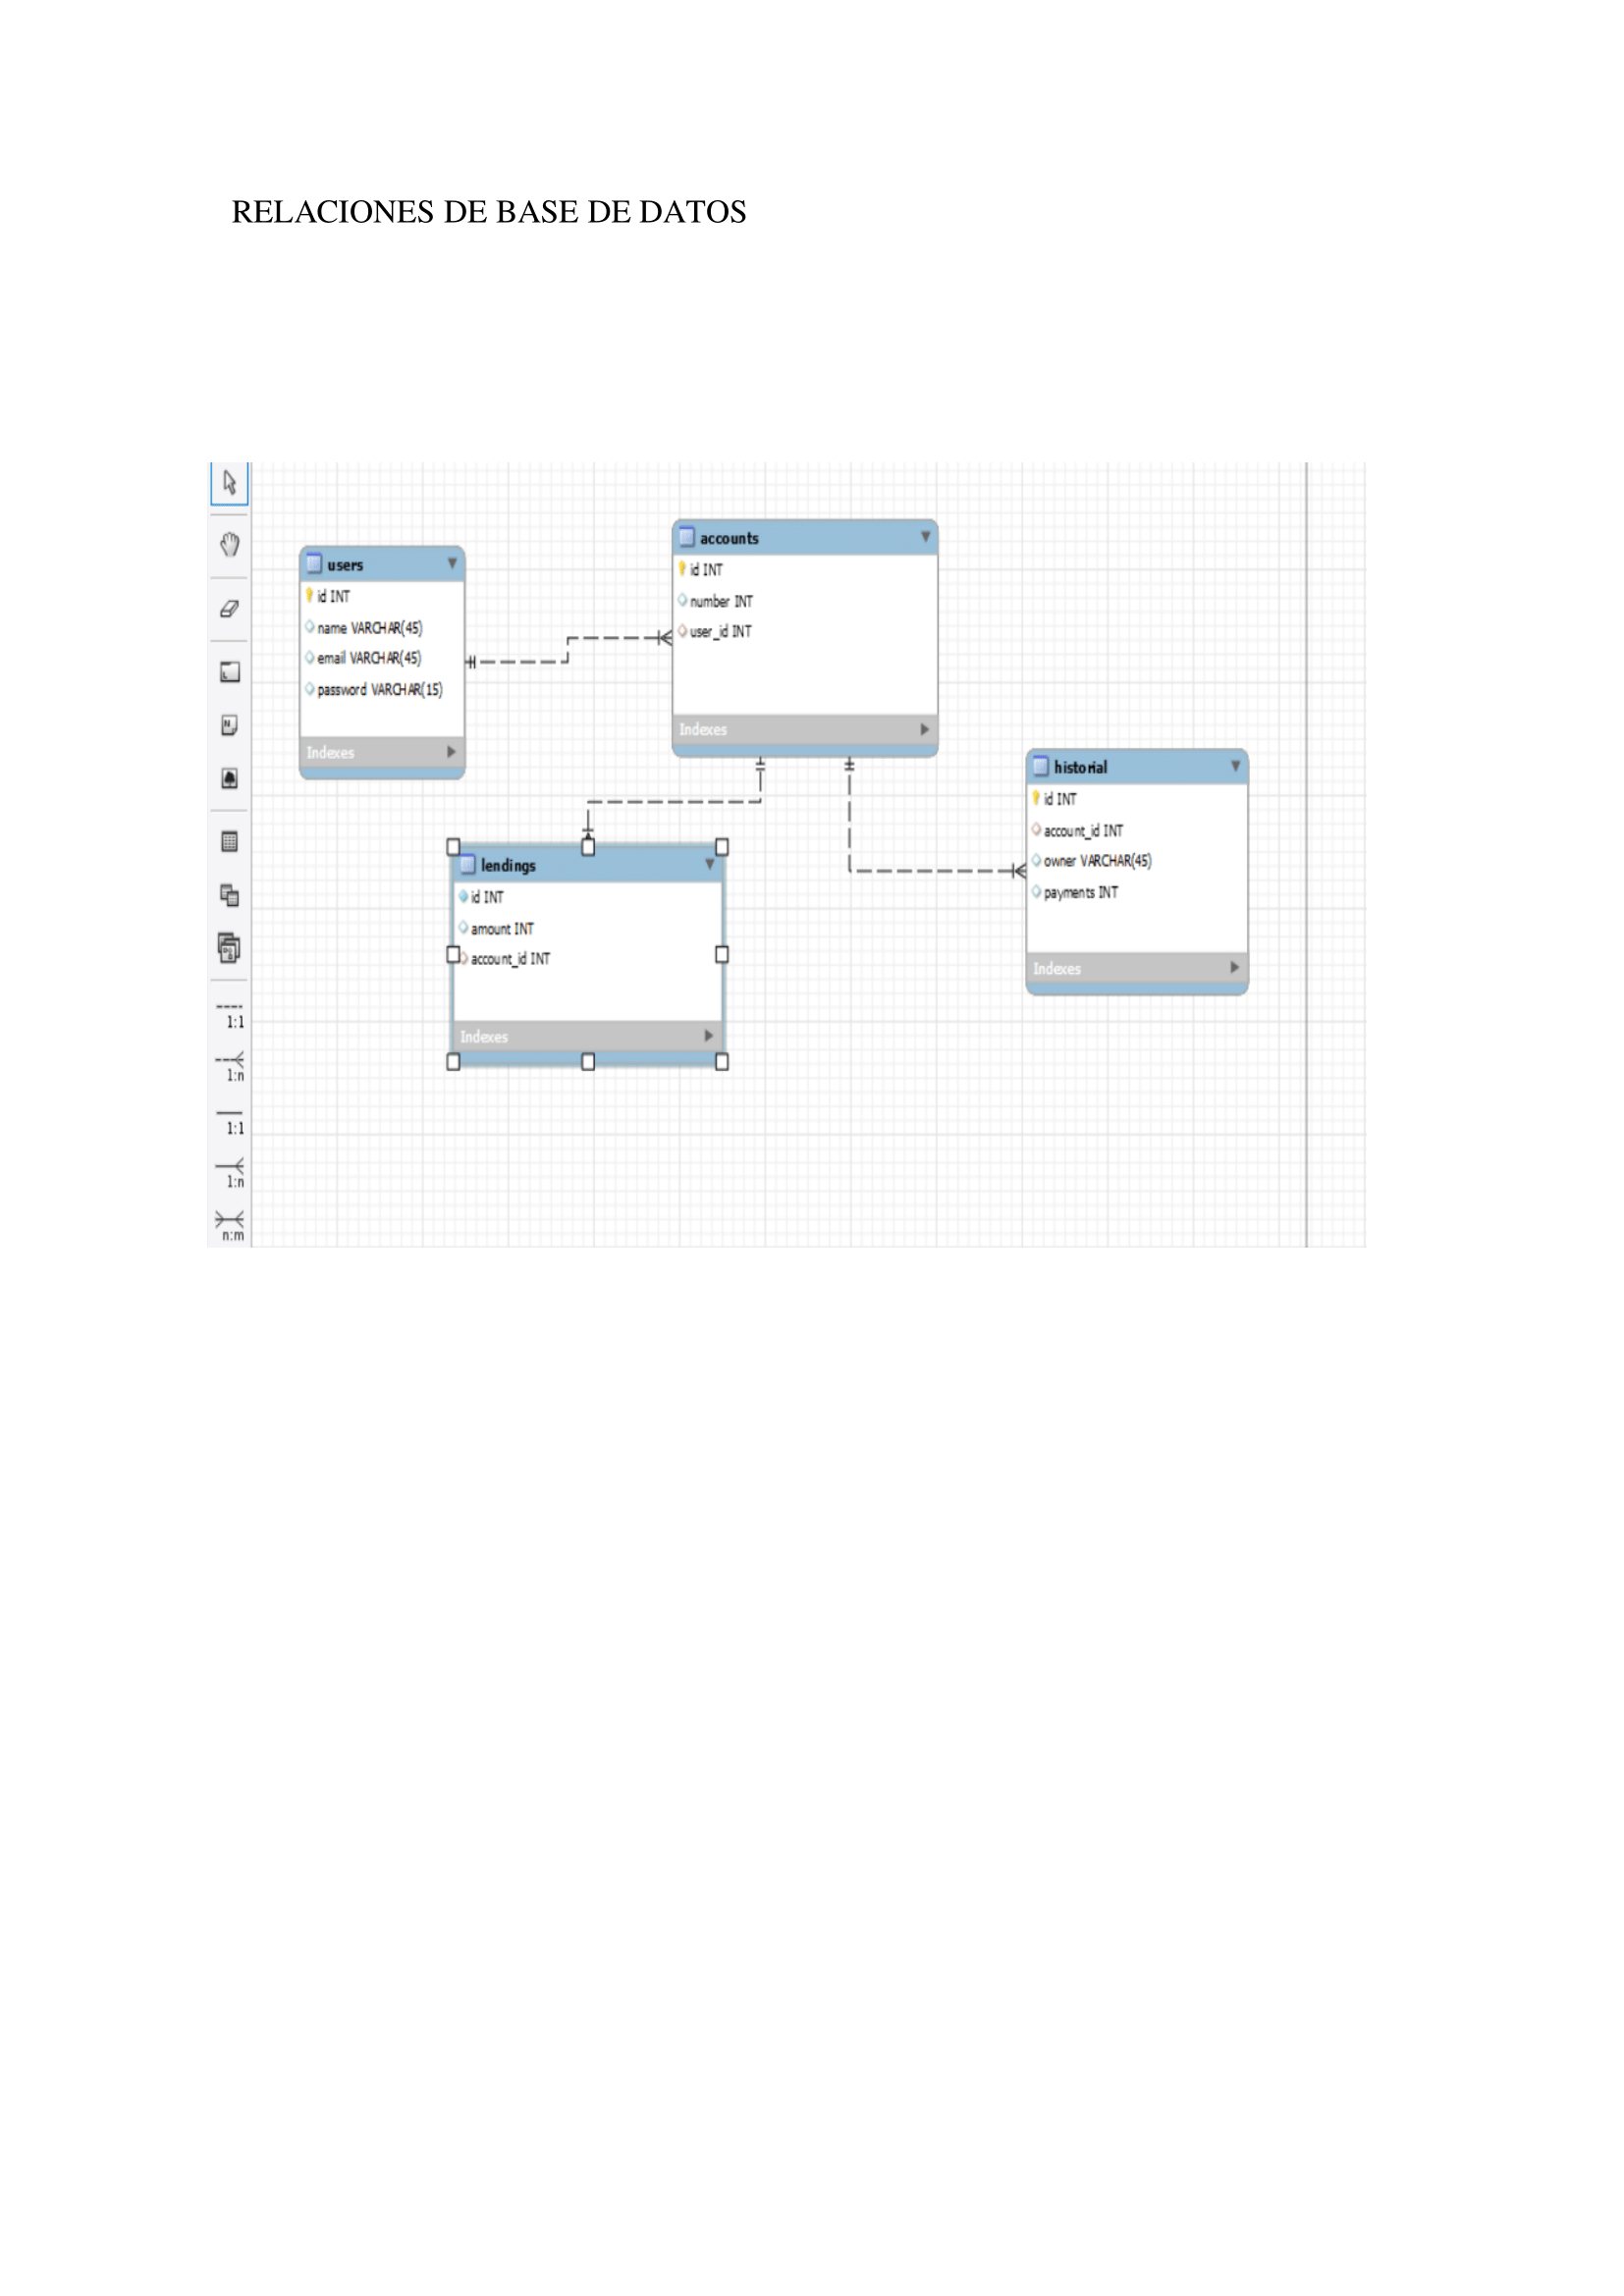 RELACIONES DE BASE DE DATOS
users
id INT
name VARCHAR(45)
email VARCHAR(45)
password VARCHAR(15)
Indexes
accounts
id INT
number INT
user_id INT
Indexes
lendings
id INT
amount INT
account_id INT
Indexes
historial
id INT
account_id INT
owner VARCHAR(45)
payments INT
Indexes
1:1
1:n
1:1
1:n
n:m